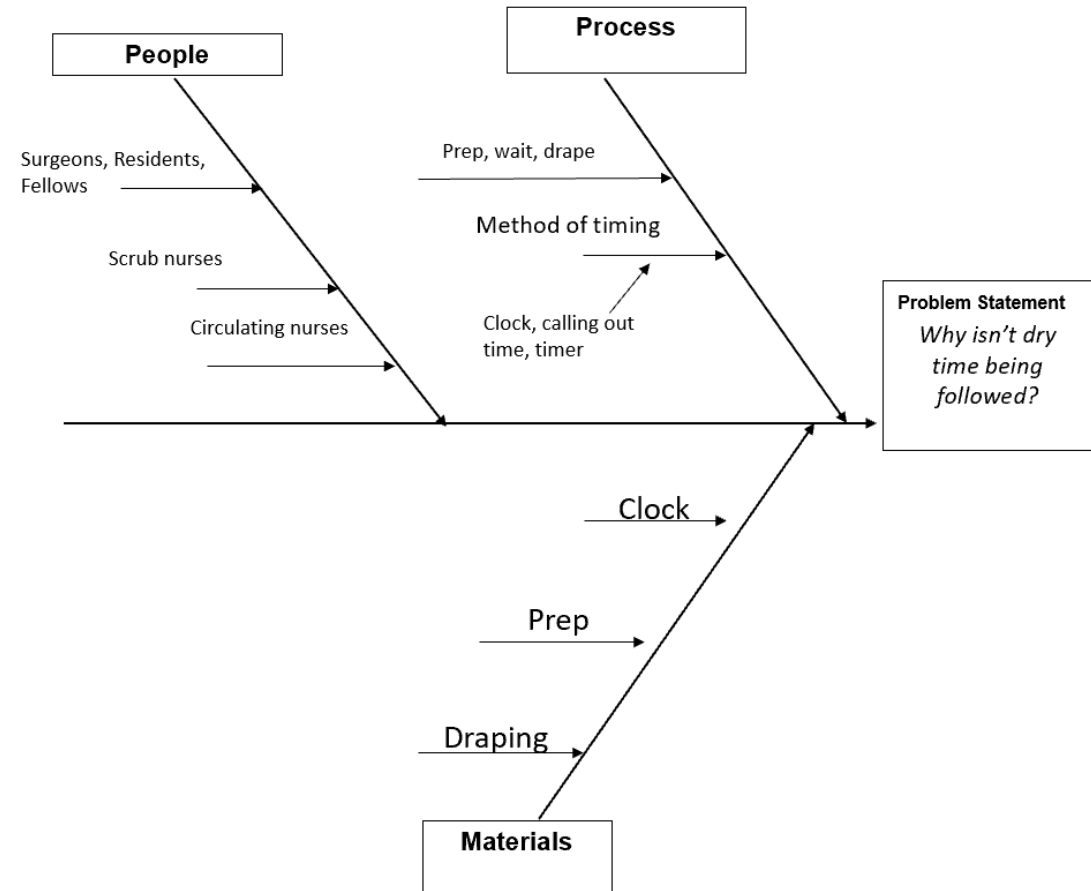 People
Process
Surgeons, Residents,
Fellows
Scrub nurses
Circulating nurses
Prep, wait, drape
Method of timing
Clock, calling out
time, timer
Problem Statement
Why isn’t dry
time being
followed?
Clock
Prep
Draping
Materials